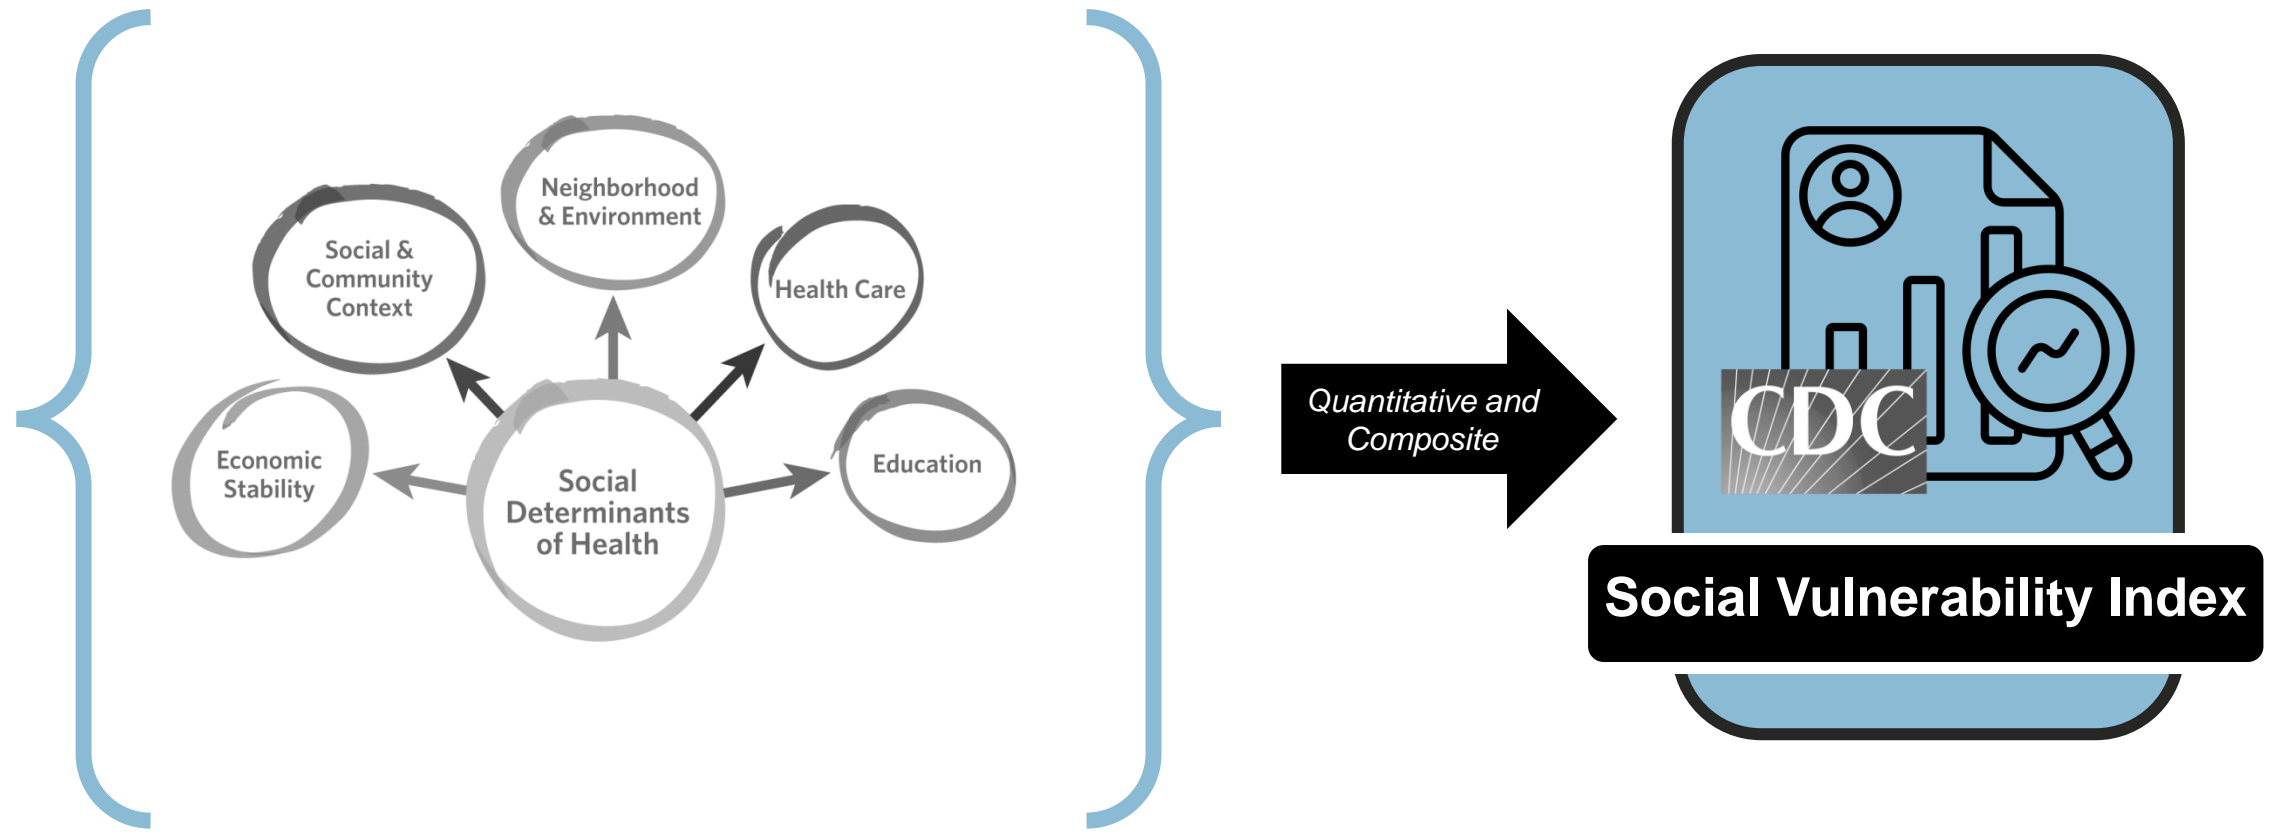 Neighborhood
& Environment
Social &
Community
Context
Health Care
Economic
Stability
Education
Social
Determinants
of Health
Quantitative and
Composite
CDC
Social Vulnerability Index